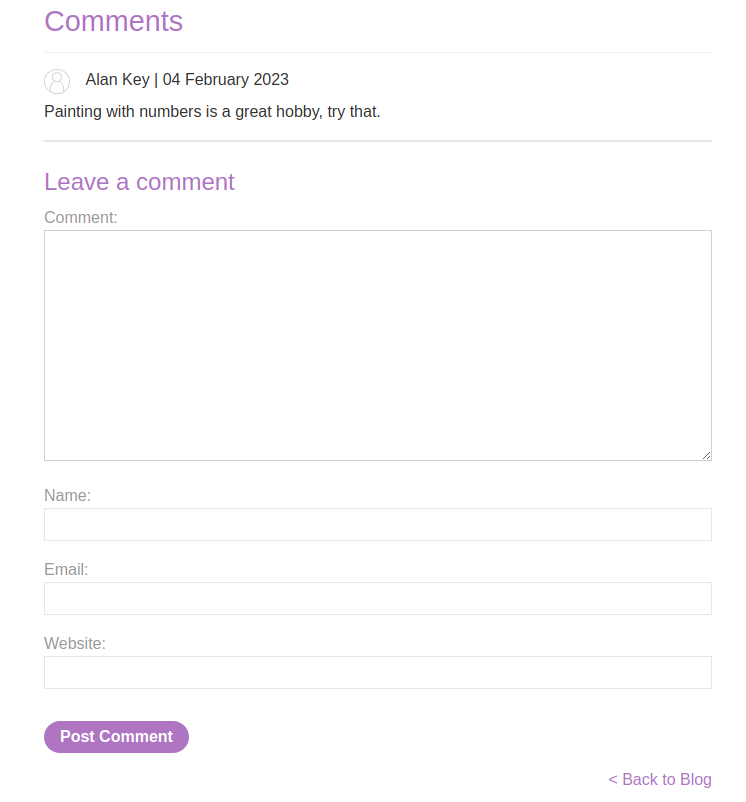 Comments
Alan Key | 04 February 2023
Painting with numbers is a great hobby, try that.
Leave a comment
Comment:
Name:
Email:
Website:
Post Comment
< Back to Blog